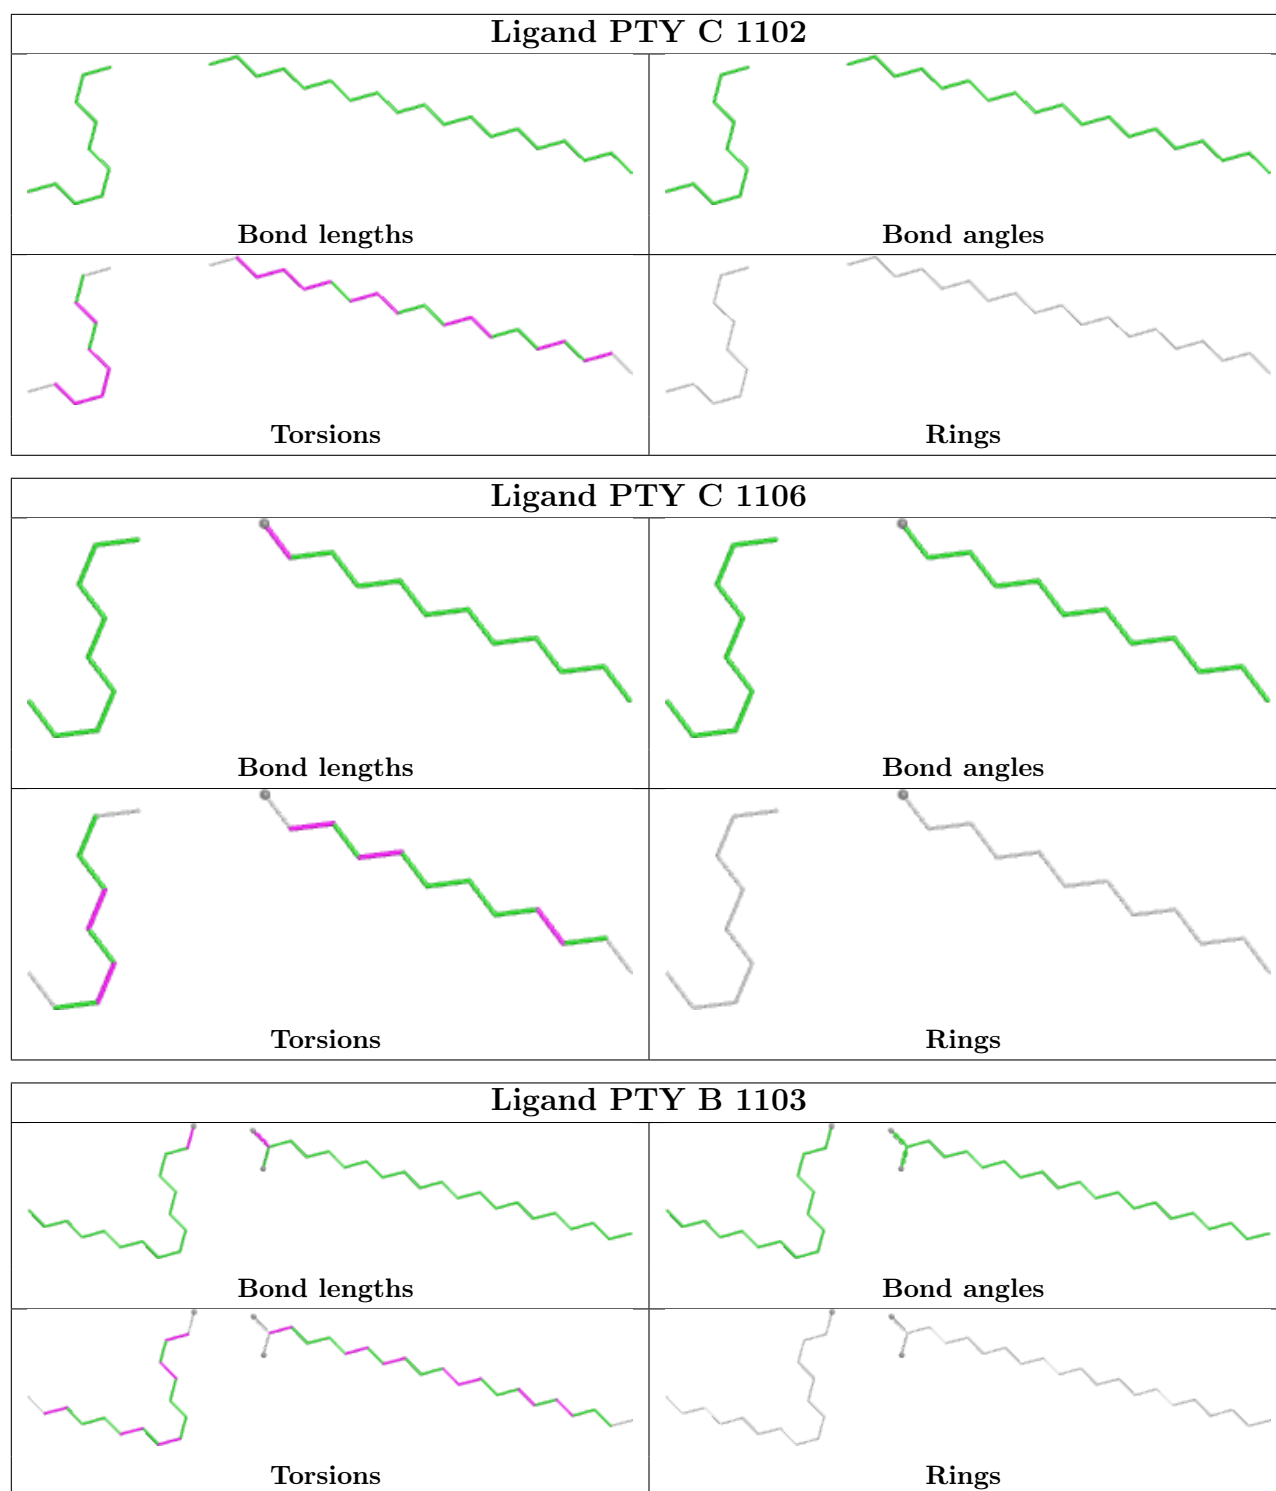 Ligand PTY C 1102
Bond lengths
Bond angles
Torsions
Rings
Ligand PTY C 1106
Bond lengths
Bond angles
Torsions
Rings
Ligand PTY B 1103
Bond lengths
Bond angles
Torsions
Rings